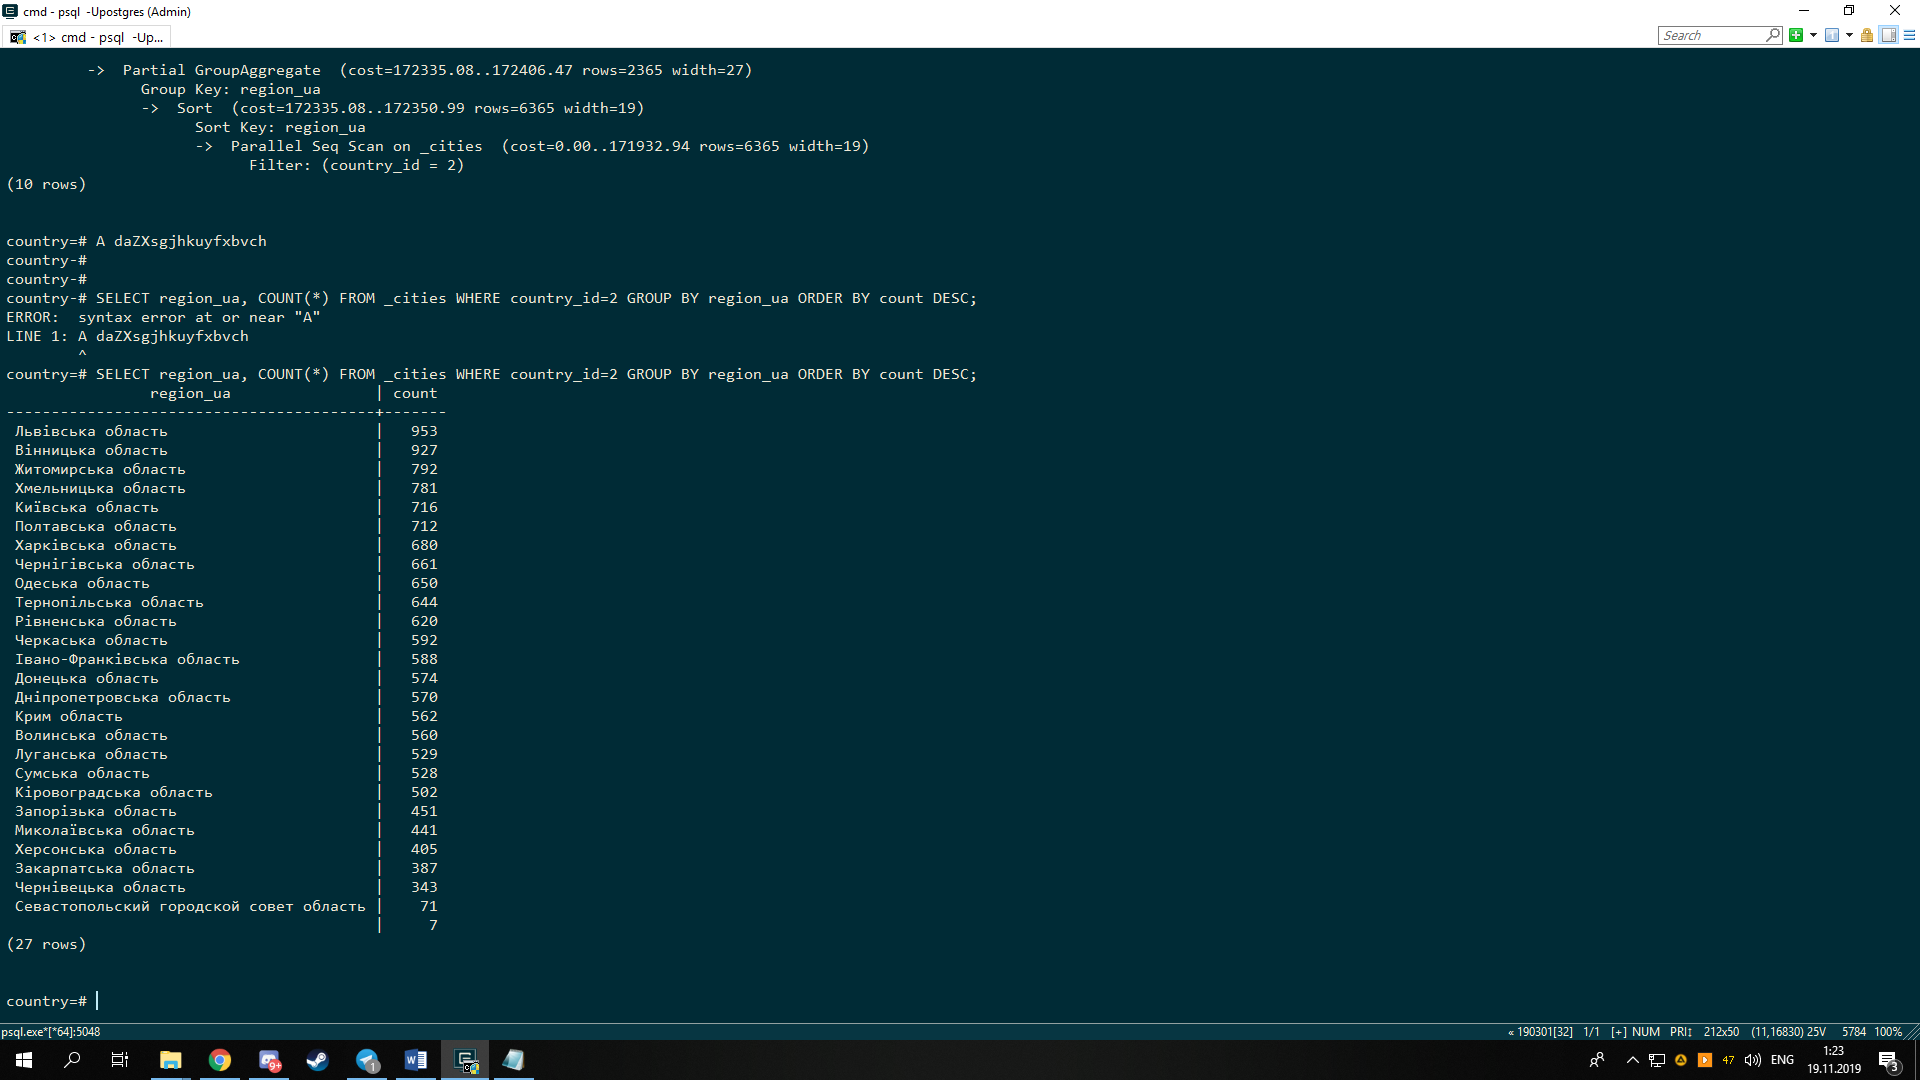 cmd - psql -Upostgres (Admin)
<1> cmd - psql -Up...
Search
-> Partial GroupAggregate (cost=172335.08..172406.47 rows=2365 width=27)
Group Key: region_ua
-> Sort (cost=172335.08..172350.99 rows=6365 width=19)
Sort Key: region_ua
-> Parallel Seq Scan on _cities (cost=0.00..171932.94 rows=6365 width=19)
Filter: (country_id = 2)
(10 rows)
country=# A daZXsgjhkuyfxbvch
country-#
country-#
country-# SELECT region_ua, COUNT(*) FROM _cities WHERE country_id=2 GROUP BY region_ua ORDER BY count DESC;
ERROR:  syntax error at or near "A"
LINE 1: A daZXsgjhkuyfxbvch
^
country=# SELECT region_ua, COUNT(*) FROM _cities WHERE country_id=2 GROUP BY region_ua ORDER BY count DESC;
region_ua | count
-----------------------------------------+-------
Львівська область | 953
Вінницька область | 927
Житомирська область | 792
Хмельницька область | 781
Київська область | 716
Полтавська область | 712
Харківська область | 680
Чернігівська область | 661
Одеська область | 650
Тернопільська область | 644
Рівненська область | 620
Черкаська область | 592
Івано-Франківська область | 588
Донецька область | 574
Дніпропетровська область | 570
Крим область | 562
Волинська область | 560
Луганська область | 529
Сумська область | 528
Кіровоградська область | 502
Запорізька область | 451
Миколаївська область | 441
Херсонська область | 405
Закарпатська область | 387
Чернівецька область | 343
Севастопольский городской совет область | 71
| 7
(27 rows)
country=#
psql.exe*[*64]:5048
« 190301[32] 1/1 [+] NUM PRI↕ 212x50 (11,16830) 25V 5784 100%
9+
1
47
ENG
1:23
19.11.2019
3